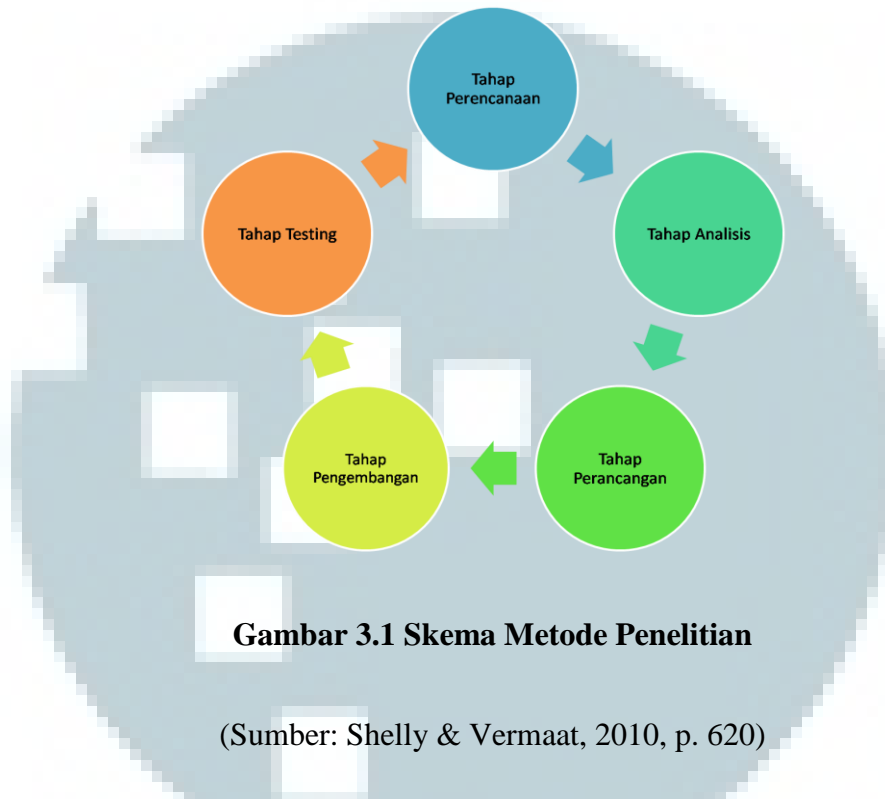 Tahap
Perencanaan
Tahap Analisis
Tahap
Perancangan
Tahap
Pengembangan
Tahap Testing
Gambar 3.1 Skema Metode Penelitian
(Sumber: Shelly & Vermaat, 2010, p. 620)